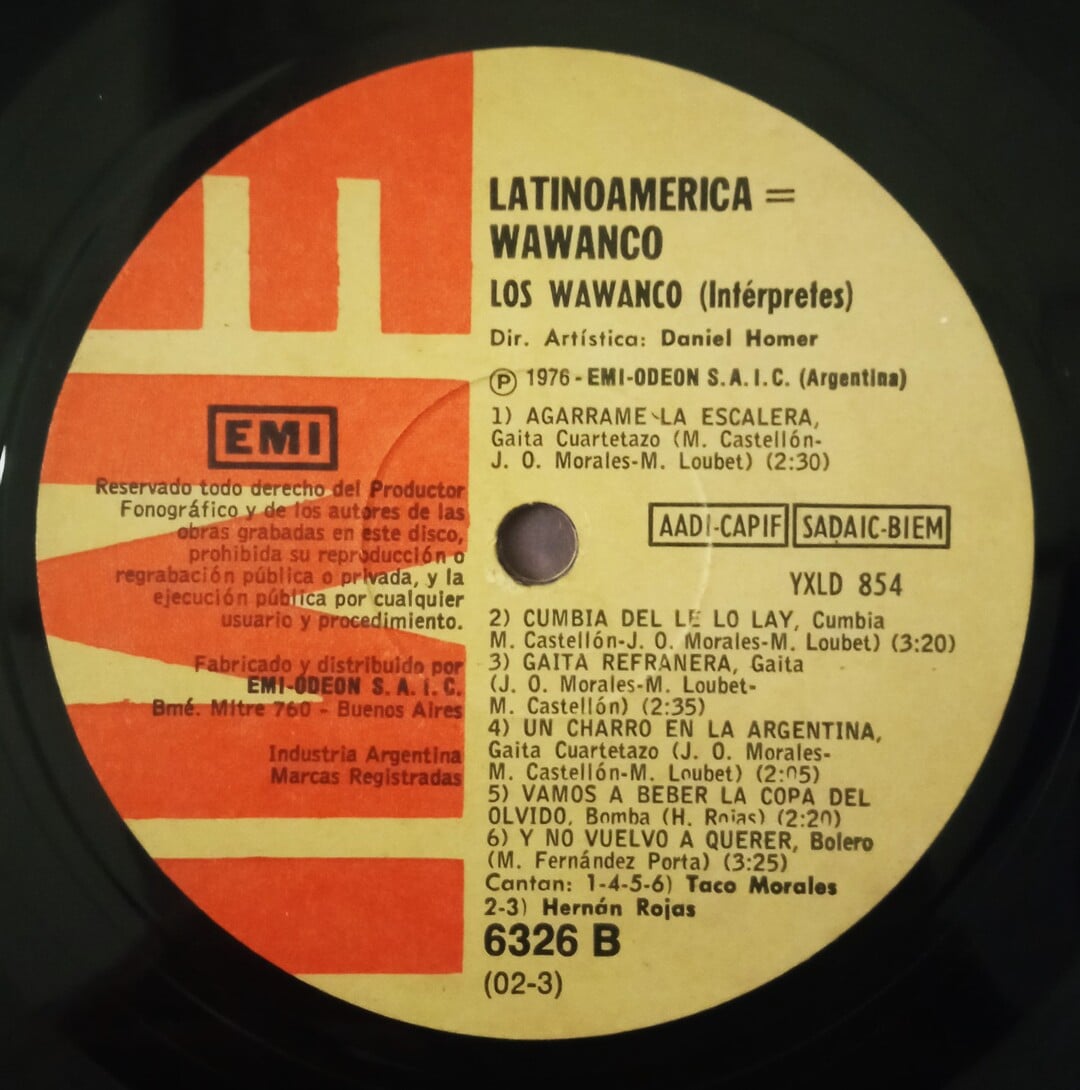 LATINOAMERICA =
WAWANCO
LOS WAWANCO (Intérpretes)
Dir. Artística: Daniel Homer
Ⓟ 1976 - EMI-ODEON S.A.I.C. (Argentina)
1) AGARRAME LA ESCALERA,
Gaita Cuartetazo (M. Castellón-
J. O. Morales-M. Loubet) (2:30)
EMI
Reservado todo derecho del Productor
Fonográfico y de los autores de las
obras grabadas en este disco,
prohibida su reproducción o
regrabación pública o privada, y la
ejecución pública por cualquier
usuario y procedimiento.
Fabricado y distribuido por
EMI-ODEON S.A.I.C.
Bmé. Mitre 760 - Buenos Aires
Industria Argentina
Marcas Registradas
AADI-CAPIF SADAIC-BIEM
YXLD 854
2) CUMBIA DEL LE LO LAY, Cumbia
M. Castellón-J. O. Morales-M. Loubet) (3:20)
3) GAITA REFRANERA, Gaita
(J. O. Morales-M. Loubet-
M. Castellón) (2:35)
4) UN CHARRO EN LA ARGENTINA,
Gaita Cuartetazo (J. O. Morales-
M. Castellón-M. Loubet) (2:05)
5) VAMOS A BEBER LA COPA DEL
OLVIDO, Bomba (H. Rojas) (2:20)
6) Y NO VUELVO A QUERER, Bolero
(M. Fernández Porta) (3:25)
Cantan: 1-4-5-6) Taco Morales
2-3) Hernán Rojas
6326 B
(02-3)